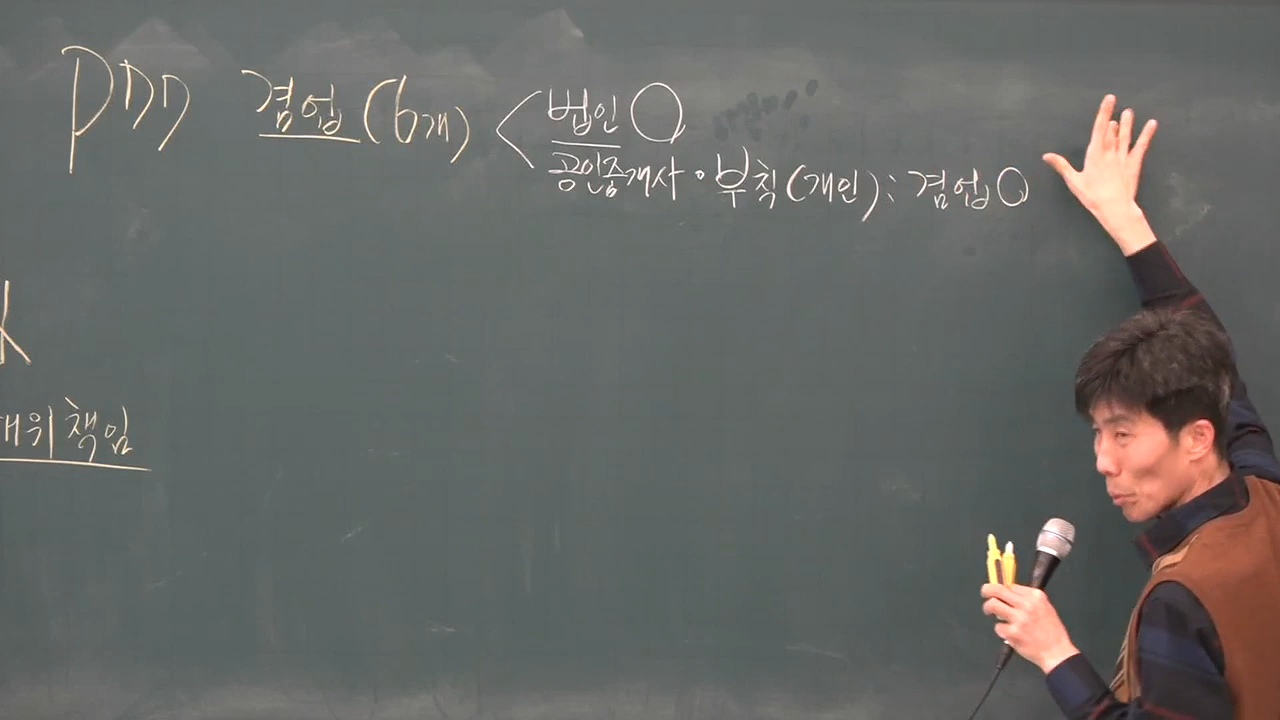 P277 겸업(6개) < 법인 O
공인중개사 · 부칙(개인) : 겸업 O
대위책임